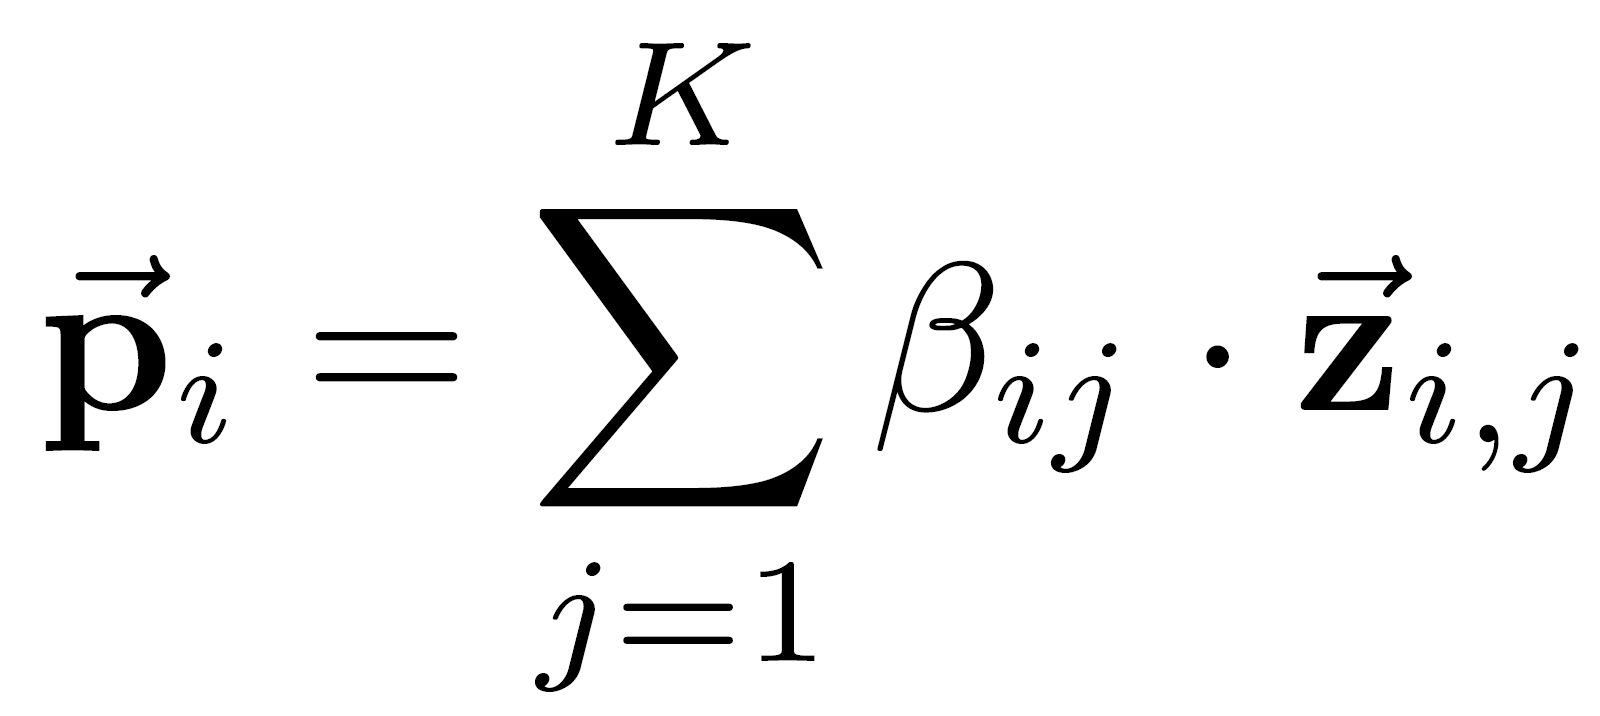 $\vec{\mathbf{p}}_i = \sum_{j=1}^{K} \beta_{ij} \cdot \vec{\mathbf{z}}_{i,j}$